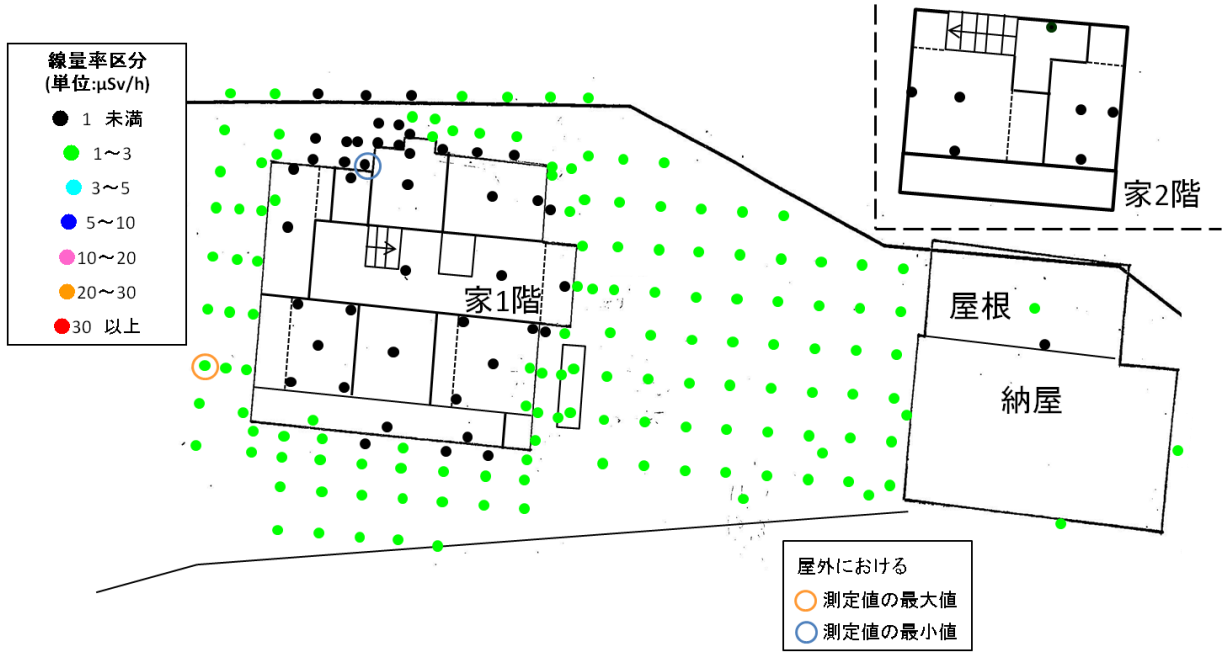 線量率区分
(単位:μSv/h)
1 未満
1～3
3～5
5～10
10～20
20～30
30 以上
家2階
家1階
屋根
納屋
屋外における
測定値の最大値
測定値の最小値